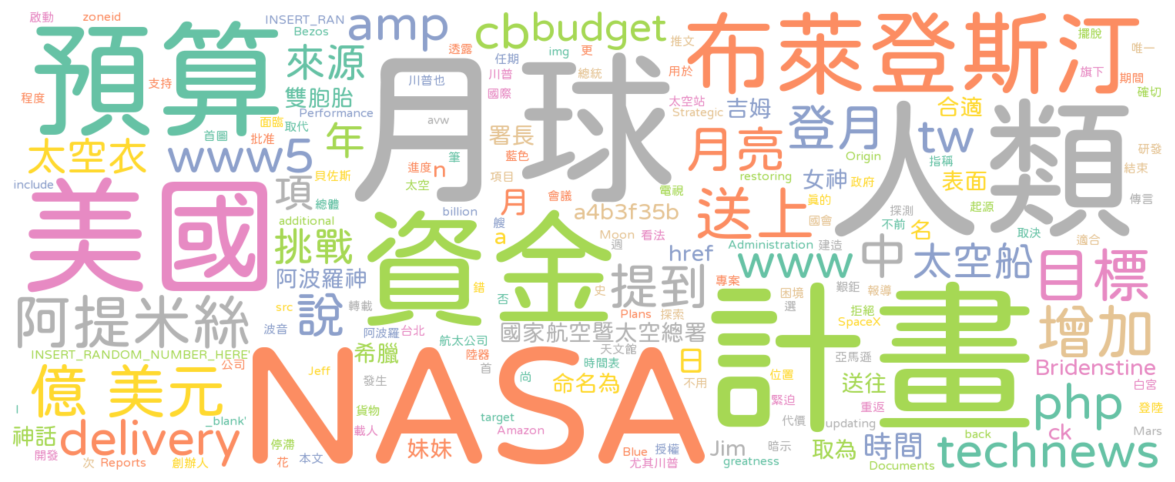 啟動 zoneid INSERT_RAN amp cb budget 布萊登斯汀
Bezos 透露 任期 img 更 推文 擺脫
預算 來源 月球 川普 總統 用於 旗下 唯一
支持 川普也 國際 太空站 期間 確切
程度 雙胞胎 Performance avw Strategic 吉姆 合適
面臨 署長 登月 tw 人類
首圖 批准 取代 年 筆 藍色 月亮 Origin 指稱 研發
太空衣 www5 進度 n 項目 女神 政府 表面 結束
include 貝佐斯 太空 會議 電視 restoring 真的 起源 傳言
美國 項 總體 月 送上 國會 探測 不前 名 取決
additional billion 艘 a4b3f35b Administration 建造 適合
挑戰 資金 a Moon 週 看法 href www 中 太空船 目標
阿波羅神 提到 專案 困境 艱鉅 報導
阿提米絲 src 轉載 錯 否 史 Plans 探索 選 拒絕 增加
波音 說 阿波羅 台北 國家航空暨太空總署 計畫 SpaceX
INSERT_RANDOM_NUMBER_HERE' 希臘 航太公司 天文館 亞馬遜
公司 陸器 時間表 日 位置 Bridenstine
億 美元 Jeff 發生 首 尚 命名為 不用 送往 白宮
I _blank' NASA 貨物 緊迫 代價 重返 php 登陸
神話 delivery 停滯 載人 target 妹妹 Amazon Blue 授權 Jim 暗示 updating 取為 時間 ck Mars
開發 次 Reports 創辦人 花 本文 尤其川普 greatness Documents back technews